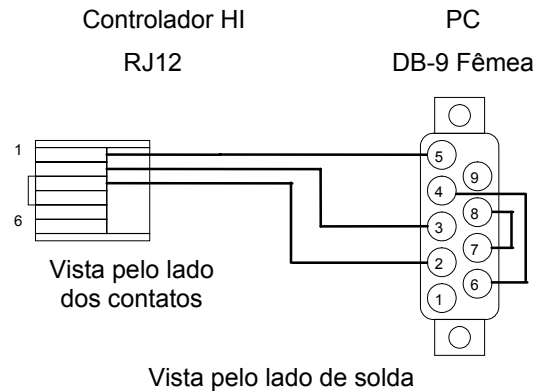 Controlador HI
PC
RJ12
DB-9 Fêmea
1
6
5
9
4
8
3
7
2
6
1
Vista pelo lado
dos contatos
Vista pelo lado de solda